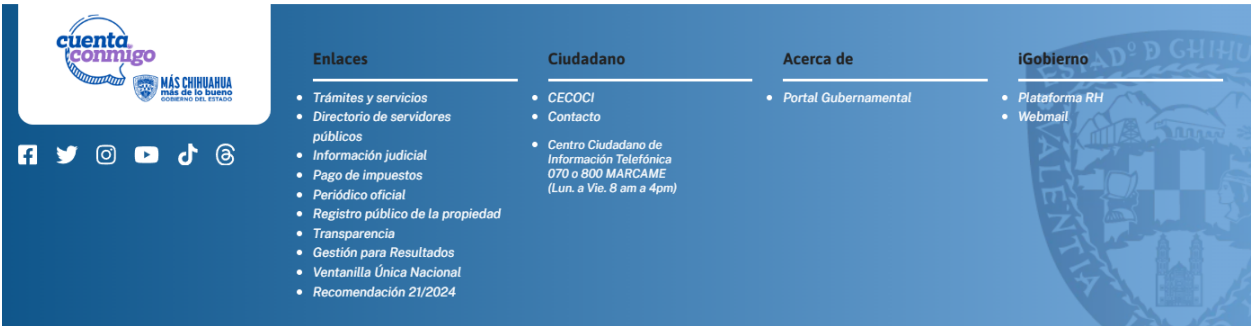 cuenta
conmigo
MÁS CHIHUAHUA
más de lo bueno
GOBIERNO DEL ESTADO
Enlaces
Trámites y servicios
Directorio de servidores
públicos
Información judicial
Pago de impuestos
Periódico oficial
Registro público de la propiedad
Transparencia
Gestión para Resultados
Ventanilla Única Nacional
Recomendación 21/2024
Ciudadano
CECOCI
Contacto
Centro Ciudadano de
Información Telefónica
070 o 800 MARCAME
(Lun. a Vie. 8 am a 4pm)
Acerca de
Portal Gubernamental
iGobierno
Plataforma RH
Webmail
VALENTIA